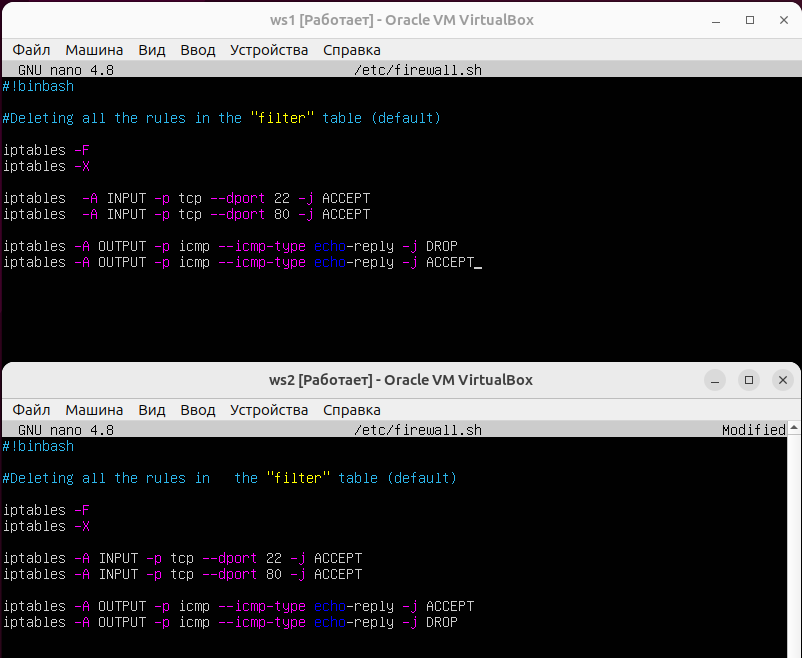 ws1 [Работает] - Oracle VM VirtualBox
Файл Машина Вид Ввод Устройства Справка
GNU nano 4.8 /etc/firewall.sh
#!binbash
#Deleting all the rules in the "filter" table (default)
iptables -F
iptables -X
iptables  -A INPUT -p tcp --dport 22 -j ACCEPT
iptables  -A INPUT -p tcp --dport 80 -j ACCEPT
iptables -A OUTPUT -p icmp --icmp-type echo-reply -j DROP
iptables -A OUTPUT -p icmp --icmp-type echo-reply -j ACCEPT_
ws2 [Работает] - Oracle VM VirtualBox
Файл Машина Вид Ввод Устройства Справка
GNU nano 4.8 /etc/firewall.sh Modified
#!binbash
#Deleting all the rules in   the "filter" table (default)
iptables -F
iptables -X
iptables -A INPUT -p tcp --dport 22 -j ACCEPT
iptables -A INPUT -p tcp --dport 80 -j ACCEPT
iptables -A OUTPUT -p icmp --icmp-type echo-reply -j ACCEPT
iptables -A OUTPUT -p icmp --icmp-type echo-reply -j DROP